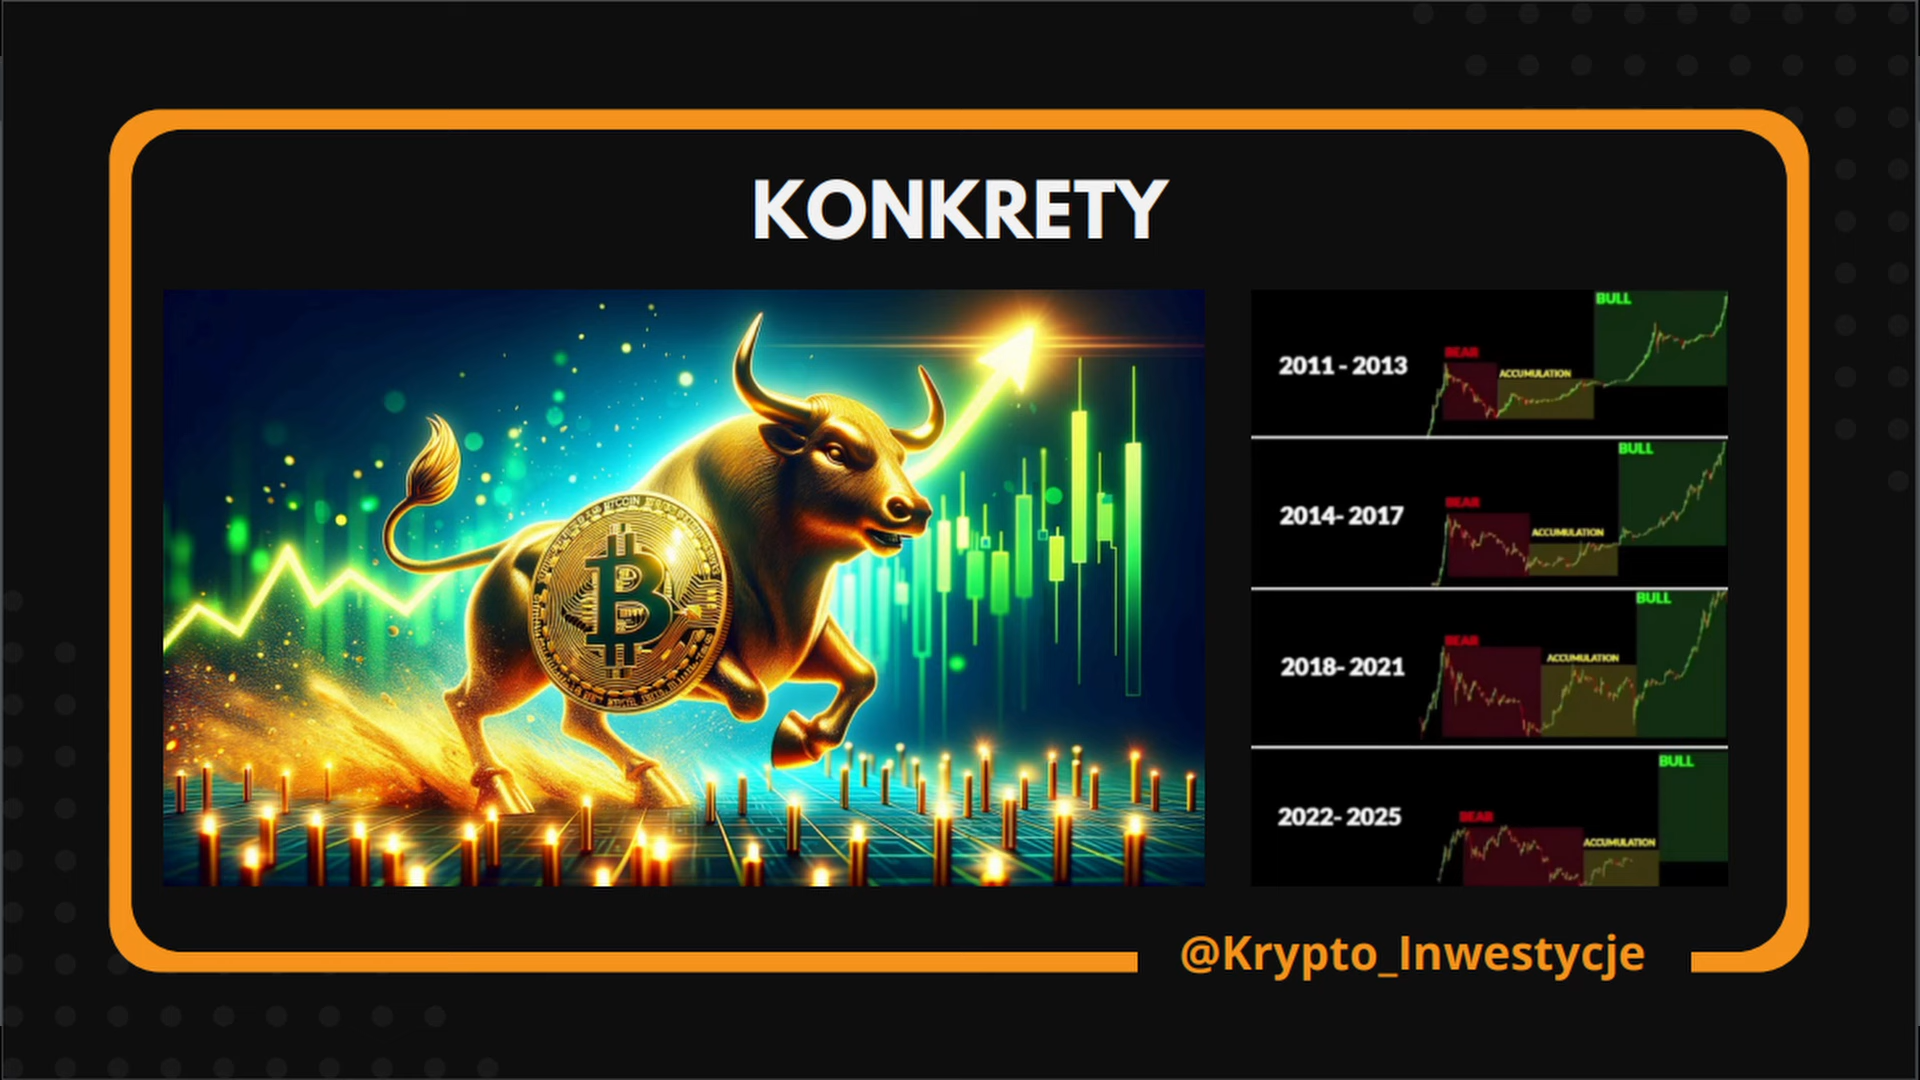 KONKRETY
BITCOIN
2011 - 2013
BEAR
ACCUMULATION
BULL
2014- 2017
BEAR
ACCUMULATION
BULL
2018- 2021
BEAR
ACCUMULATION
BULL
2022- 2025
BEAR
ACCUMULATION
BULL
@Krypto_Inwestycje